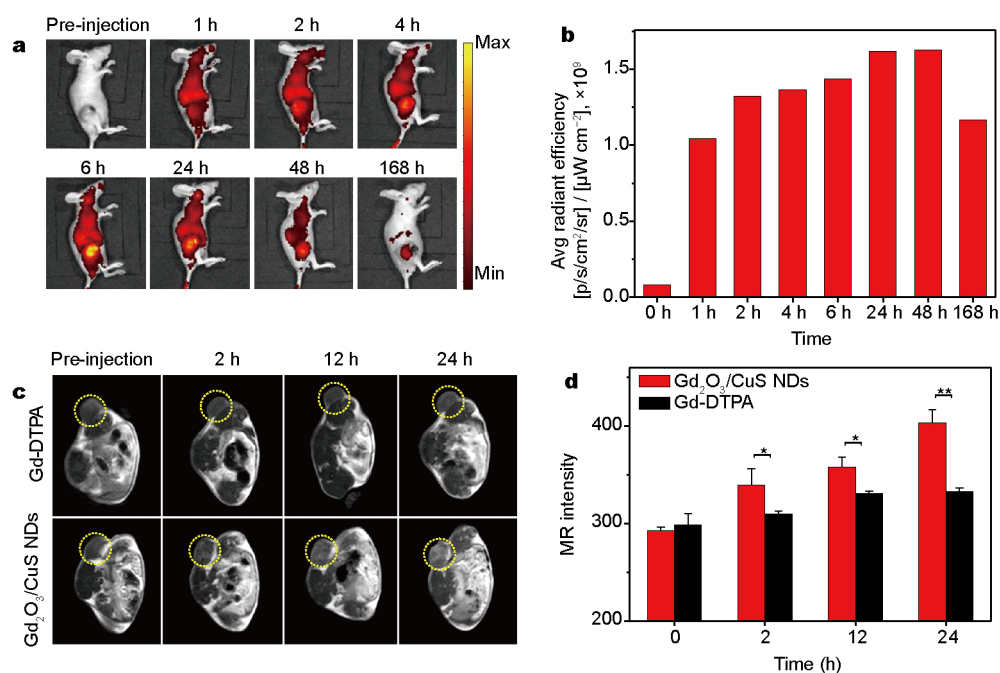 a
Pre-injection 1 h 2 h 4 h
6 h 24 h 48 h 168 h
Max
Min
b
Avg radiant efficiency
[p/s/cm²/sr] / [µW cm⁻²], ×10⁹
1.5
1.0
0.5
0.0
0 h 1 h 2 h 4 h 6 h 24 h 48 h 168 h
Time
c
Pre-injection 2 h 12 h 24 h
Gd-DTPA
Gd₂O₃/CuS NDs
d
Gd₂O₃/CuS NDs
Gd-DTPA
MR intensity
400
300
200
* * **
0 2 12 24
Time (h)